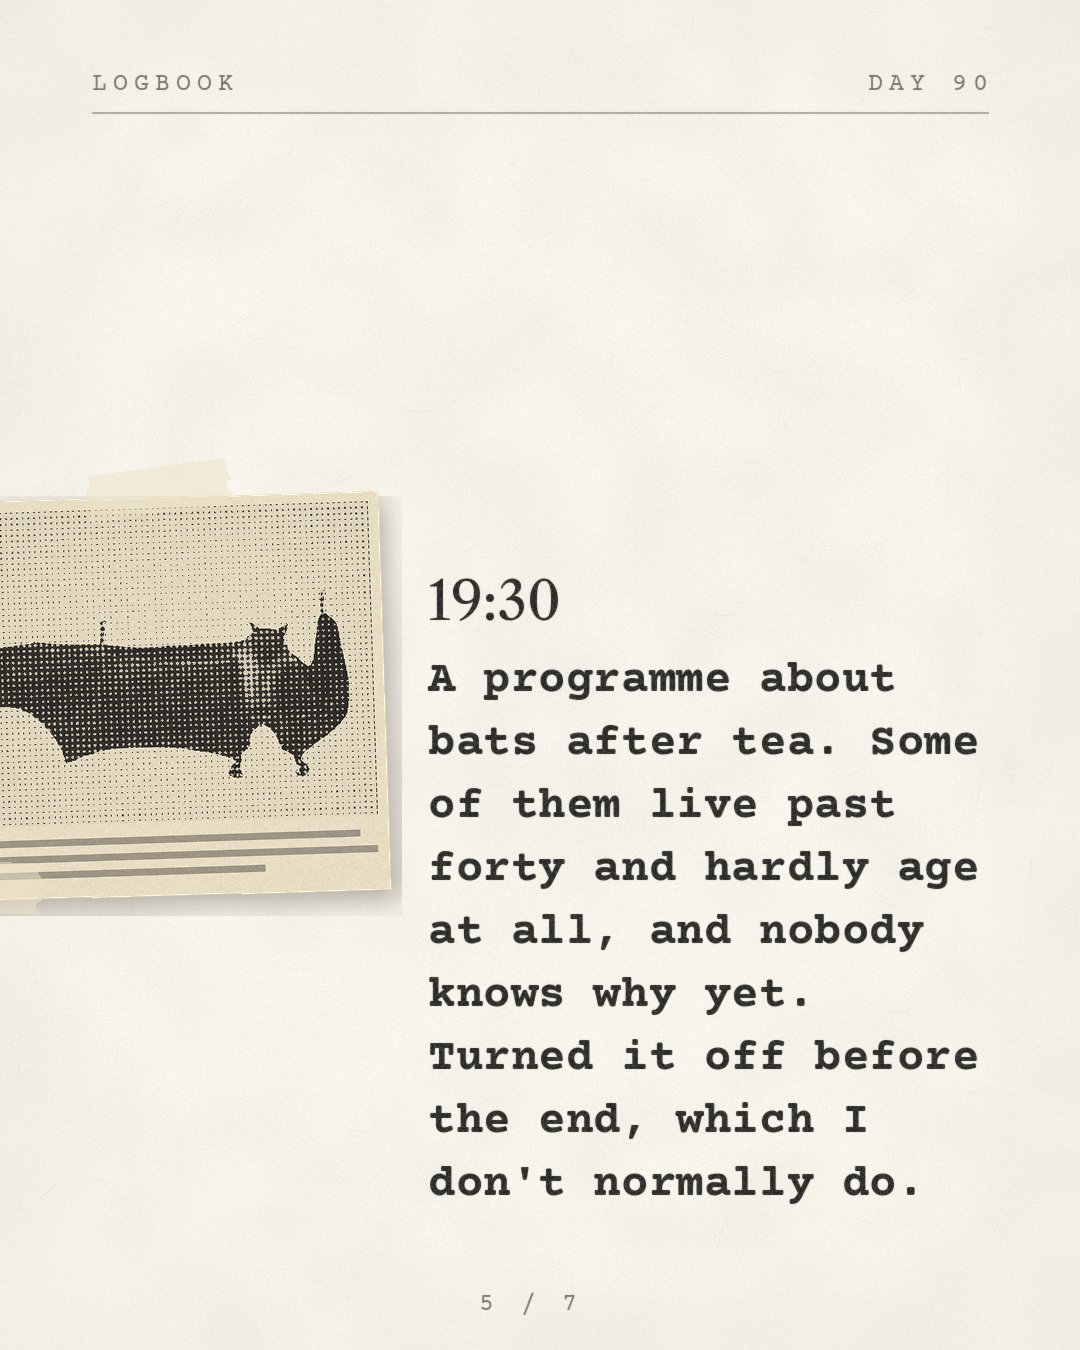 LOGBOOK DAY 90
19:30
A programme about
bats after tea. Some
of them live past
forty and hardly age
at all, and nobody
knows why yet.
Turned it off before
the end, which I
don't normally do.
5 / 7